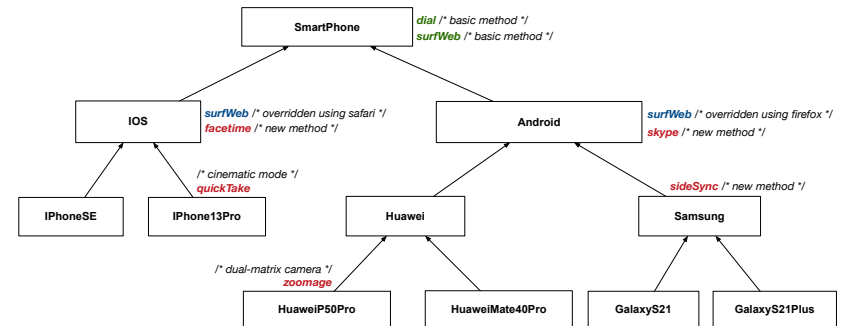 SmartPhone
dial /* basic method */
surfWeb /* basic method */
IOS
surfWeb /* overridden using safari */
facetime /* new method */
Android
surfWeb /* overridden using firefox */
skype /* new method */
/* cinematic mode */
quickTake
sideSync /* new method */
IPhoneSE
IPhone13Pro
Huawei
Samsung
/* dual-matrix camera */
zoomage
HuaweiP50Pro
HuaweiMate40Pro
GalaxyS21
GalaxyS21Plus